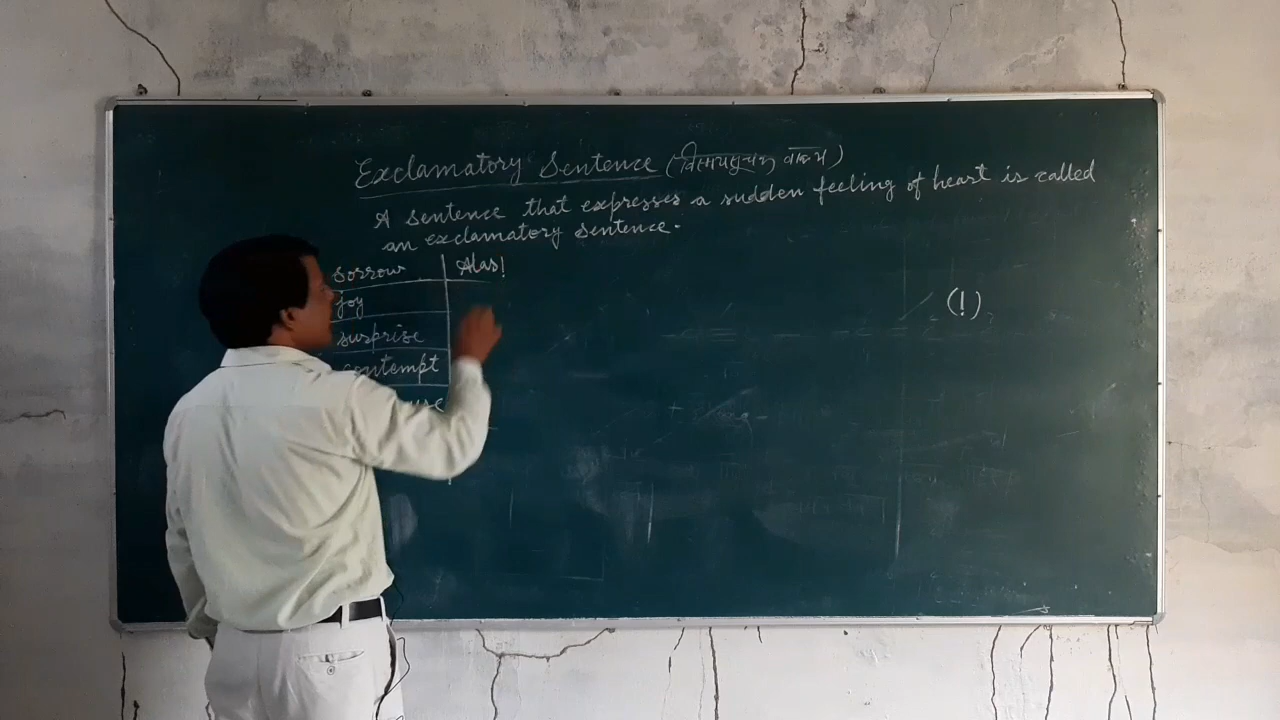 Exclamatory Sentence (विस्मयसूचक वाक्य)
A sentence that expresses a sudden feeling of heart is called
an exclamatory sentence.
sorrow Alas!
joy
(!)
surprise
contempt